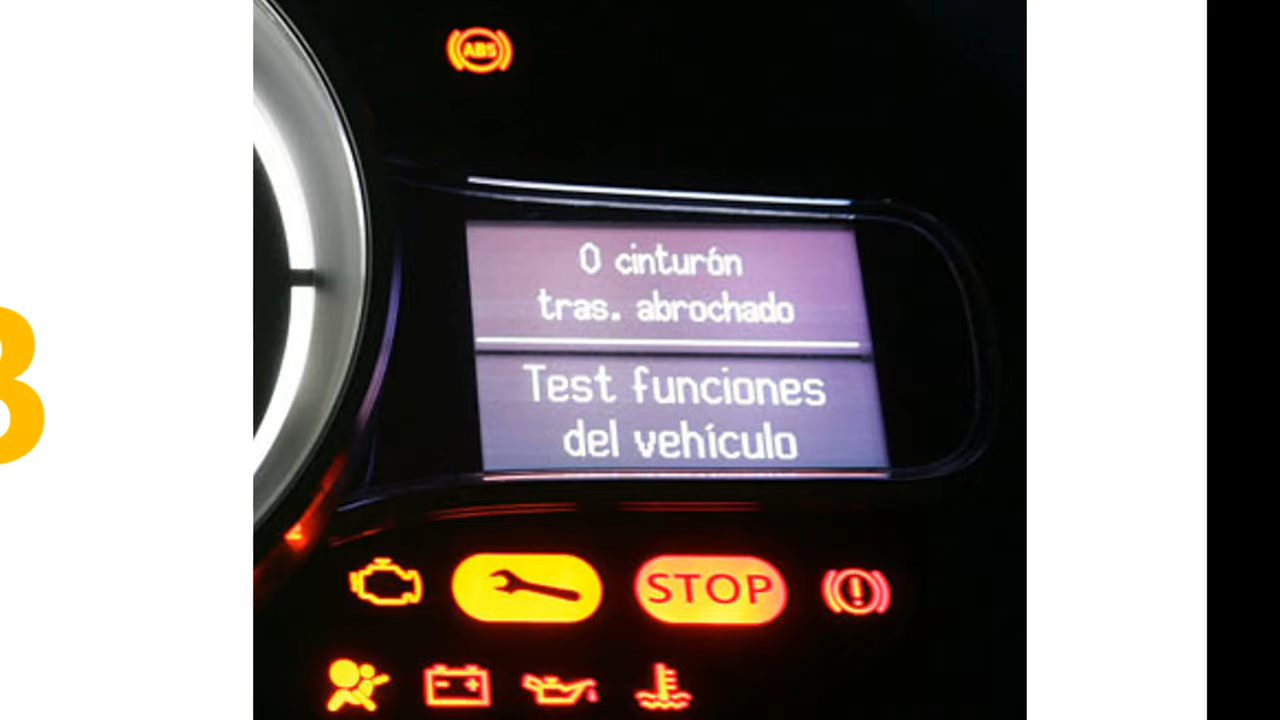 ABS
0 cinturón
tras. abrochado
Test funciones
del vehículo
STOP